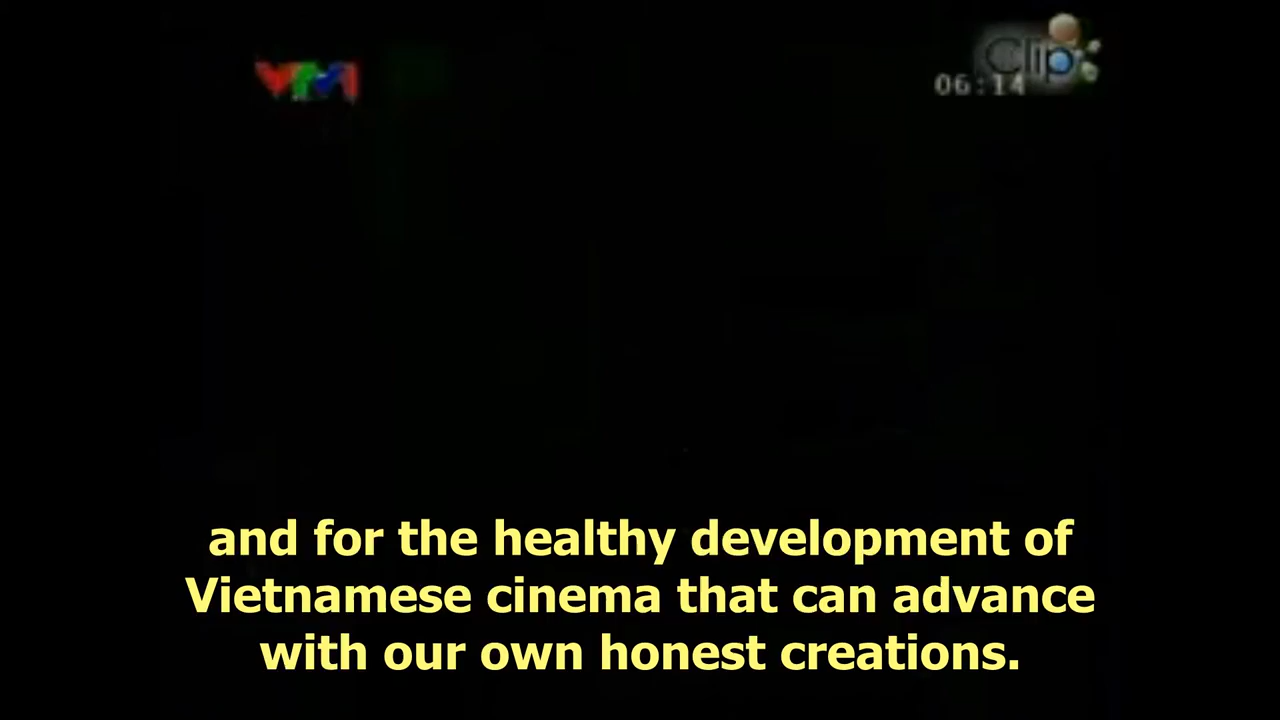 VTV1
Clip
06:14
and for the healthy development of
Vietnamese cinema that can advance
with our own honest creations.